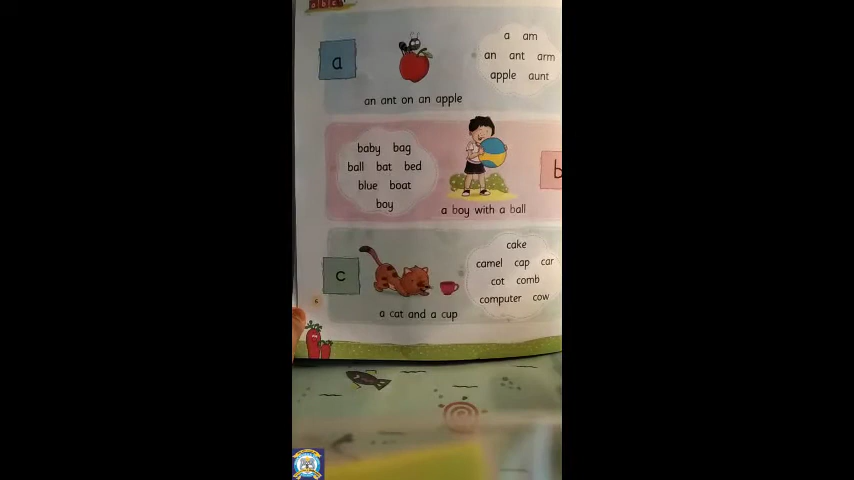 a b c
a
a am
an ant arm
apple aunt
an ant on an apple
baby bag
ball bat bed
blue boat
boy
b
a boy with a ball
c
cake
camel cap car
cot comb
computer cow
a cat and a cup
6